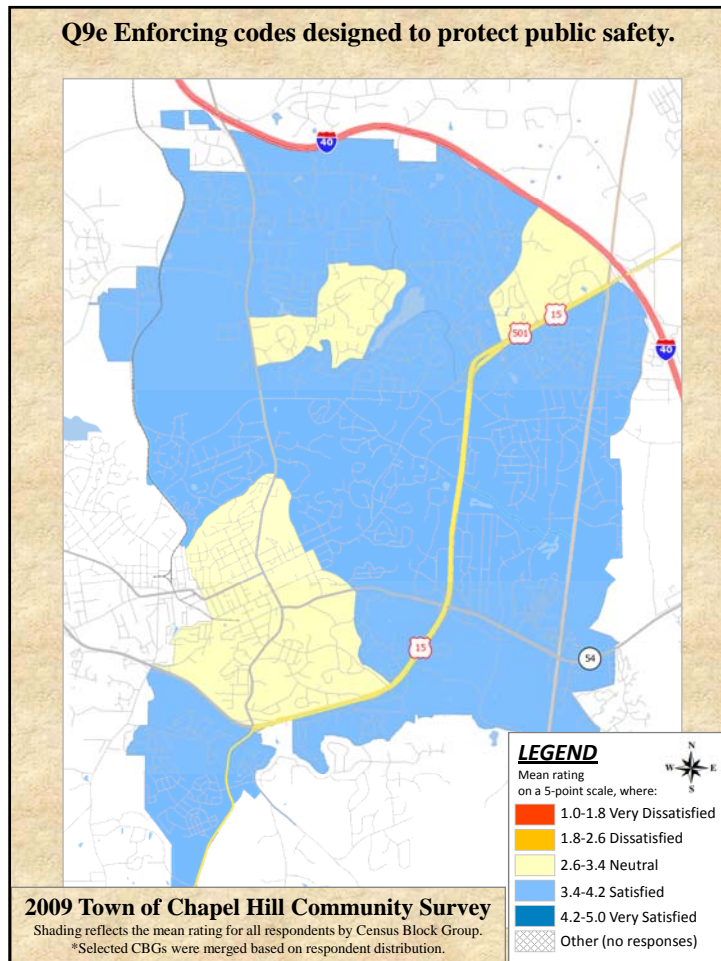 Q9e Enforcing codes designed to protect public safety.
40
15
501
40
15
54
LEGEND
Mean rating
on a 5-point scale, where:
N
W E
S
1.0-1.8 Very Dissatisfied
1.8-2.6 Dissatisfied
2.6-3.4 Neutral
3.4-4.2 Satisfied
4.2-5.0 Very Satisfied
Other (no responses)
2009 Town of Chapel Hill Community Survey
Shading reflects the mean rating for all respondents by Census Block Group.
*Selected CBGs were merged based on respondent distribution.